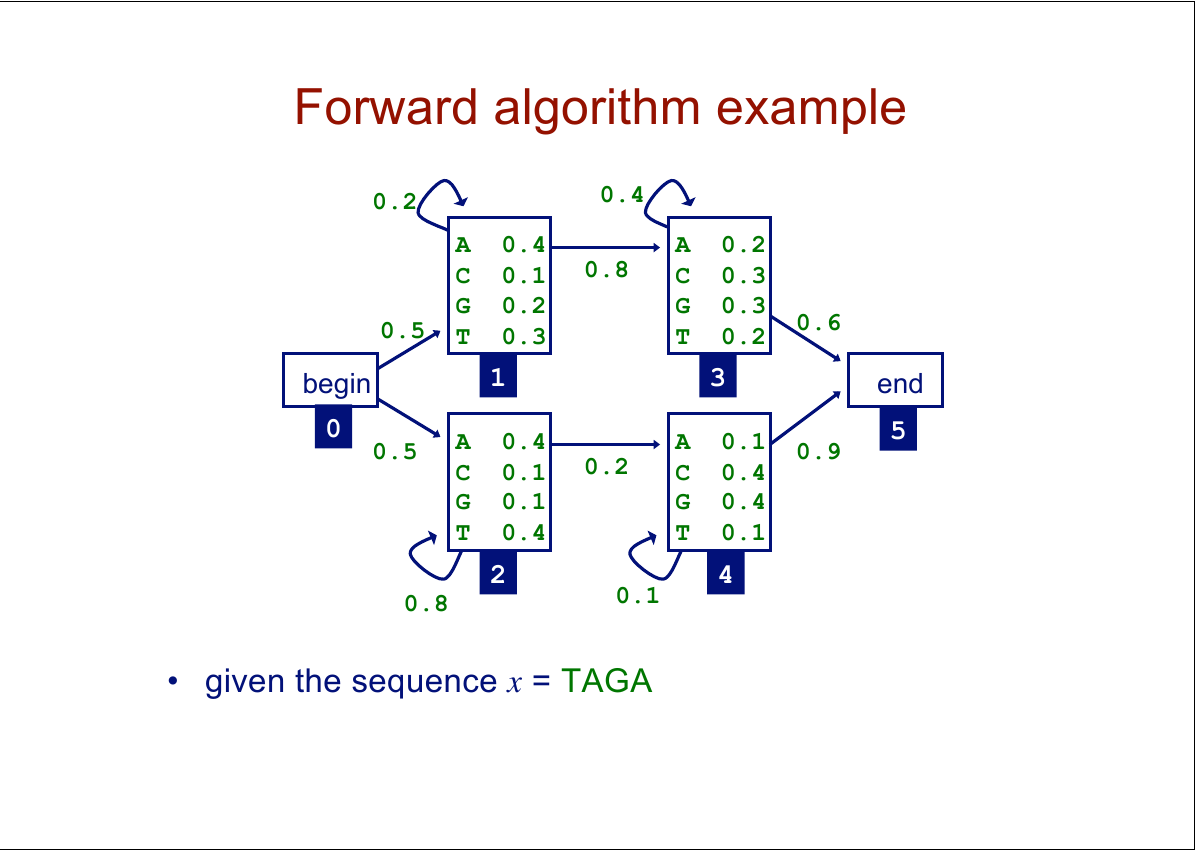 Forward algorithm example
0.2
0.4
A 0.4
C 0.1
G 0.2
T 0.3
1
0.8
A 0.2
C 0.3
G 0.3
T 0.2
3
0.5
0.6
begin
0
end
5
0.5
0.9
A 0.4
C 0.1
G 0.1
T 0.4
2
0.2
A 0.1
C 0.4
G 0.4
T 0.1
4
0.8
0.1
• given the sequence x = TAGA